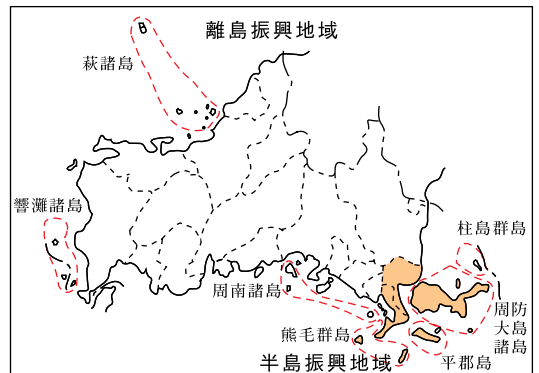 離島振興地域
萩諸島
響灘諸島
柱島群島
周南諸島
周防
大島
諸島
熊毛群島
平郡島
半島振興地域